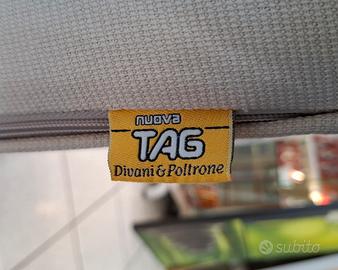 nuova
TAG
Divani & Poltrone
subito